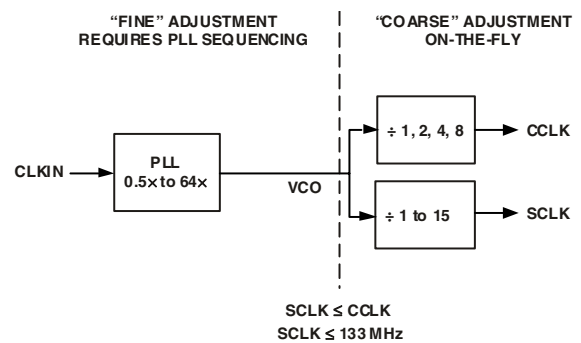 “FINE” ADJUSTMENT
REQUIRES PLL SEQUENCING
“COARSE” ADJUSTMENT
ON-THE-FLY
CLKIN
PLL
0.5× to 64×
VCO
÷ 1, 2, 4, 8
CCLK
÷ 1 to 15
SCLK
SCLK ≤ CCLK
SCLK ≤ 133 MHz